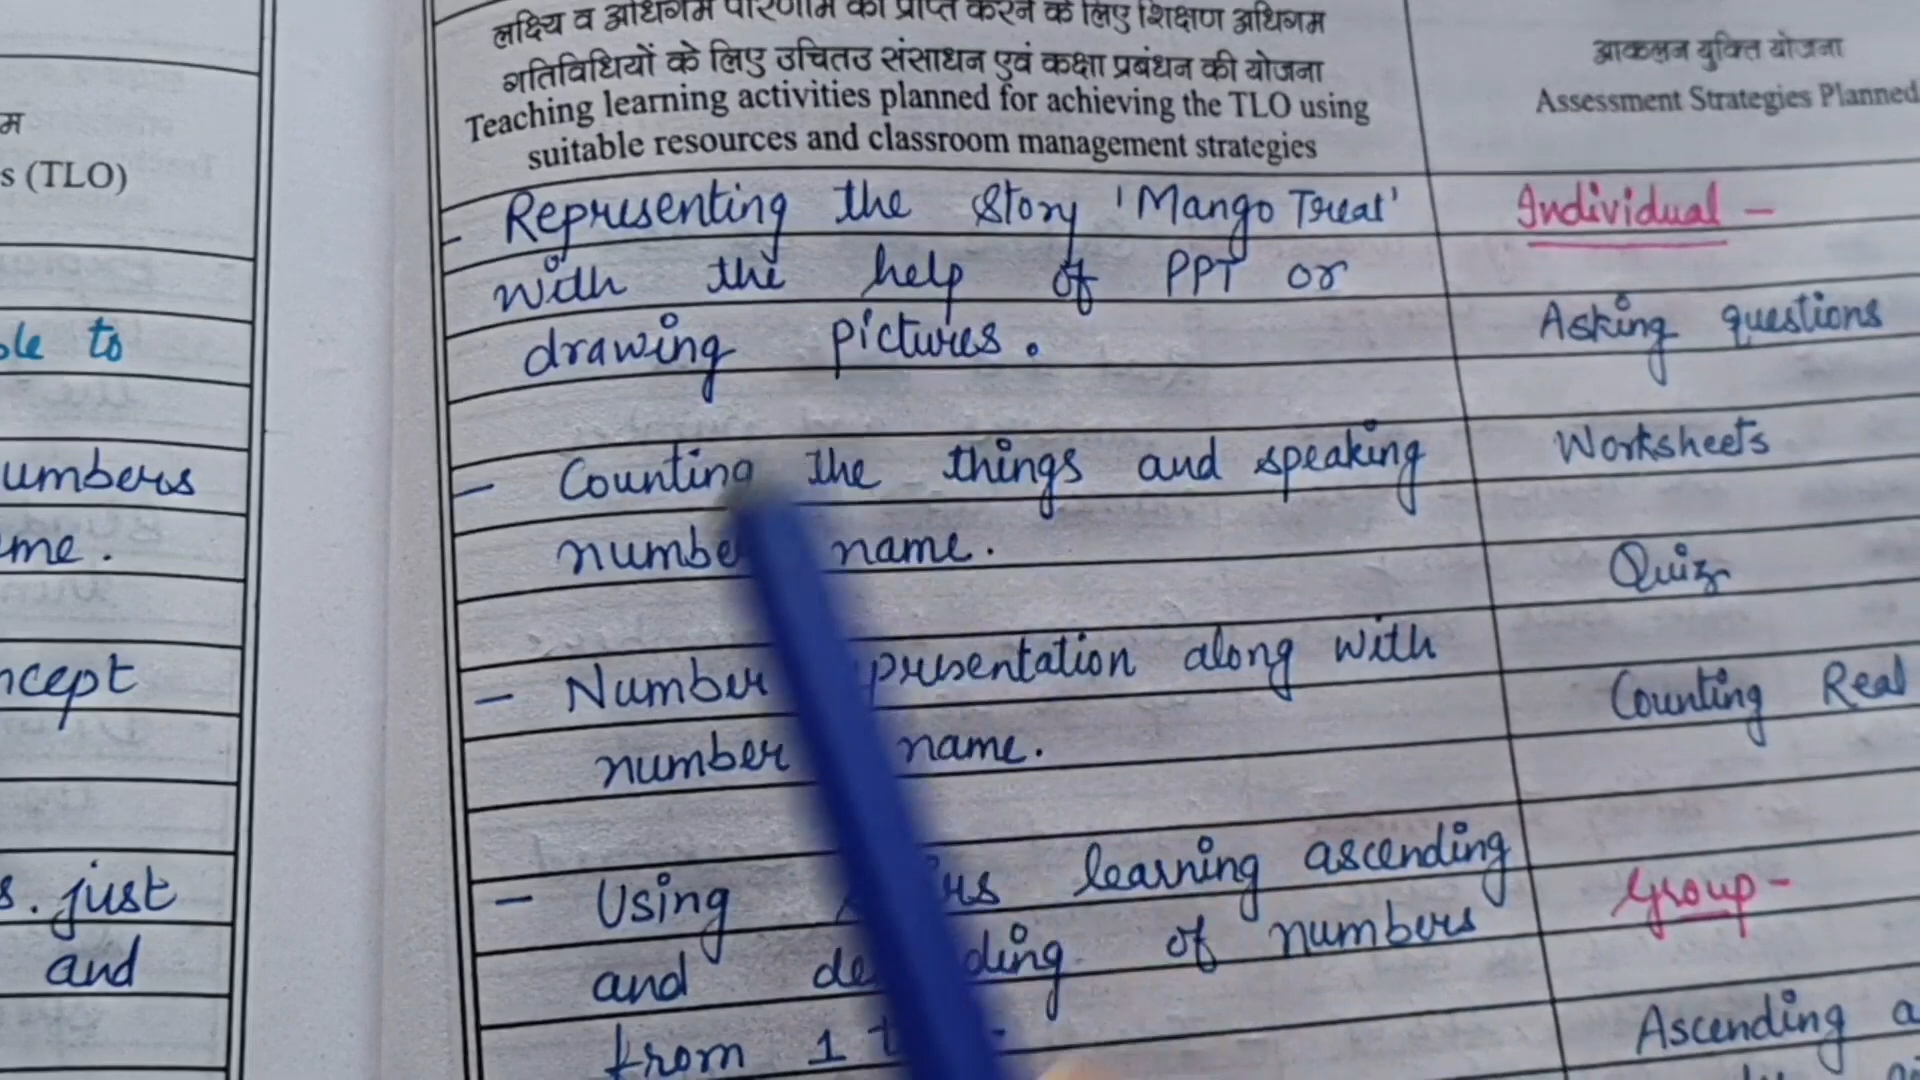 म
s (TLO)
ble to
umbers
me.
ncept
s. just
and
लक्ष्यि व अधिगम परिणाम को प्राप्त करने के लिए शिक्षण अधिगम
गतिविधियों के लिए उचितउ संसाधन एवं कक्षा प्रबंधन की योजना
Teaching learning activities planned for achieving the TLO using
suitable resources and classroom management strategies
- Representing the Story 'Mango Treat'
with the help of PPT or
drawing pictures.
- Counting the things and speaking
number name.
- Number presentation along with
number name.
- Using learning ascending
and of numbers
from 1
आकलन युक्ति योजना
Assessment Strategies Planned
Individual -
Asking questions
Worksheets
Quiz
Counting Real
Group -
Ascending a